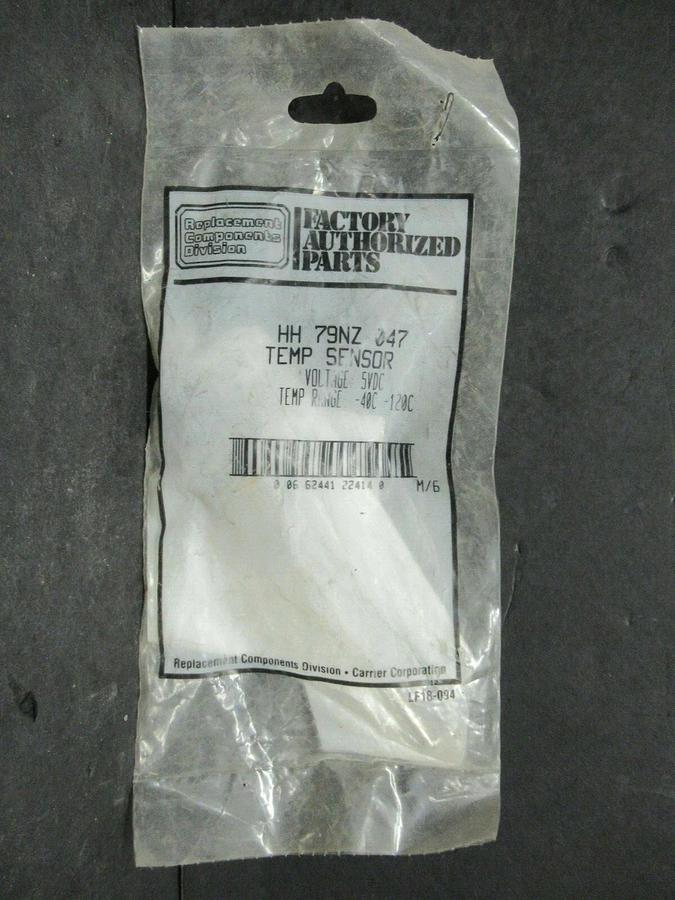 Replacement
Components
Division
FACTORY
AUTHORIZED
PARTS
HH 79NZ 047
TEMP SENSOR
VOLTAGE: 5VDC
TEMP RANGE: -40C -120C
0 06 62441 22414 0 M/6
Replacement Components Division • Carrier Corporation
LF18-094